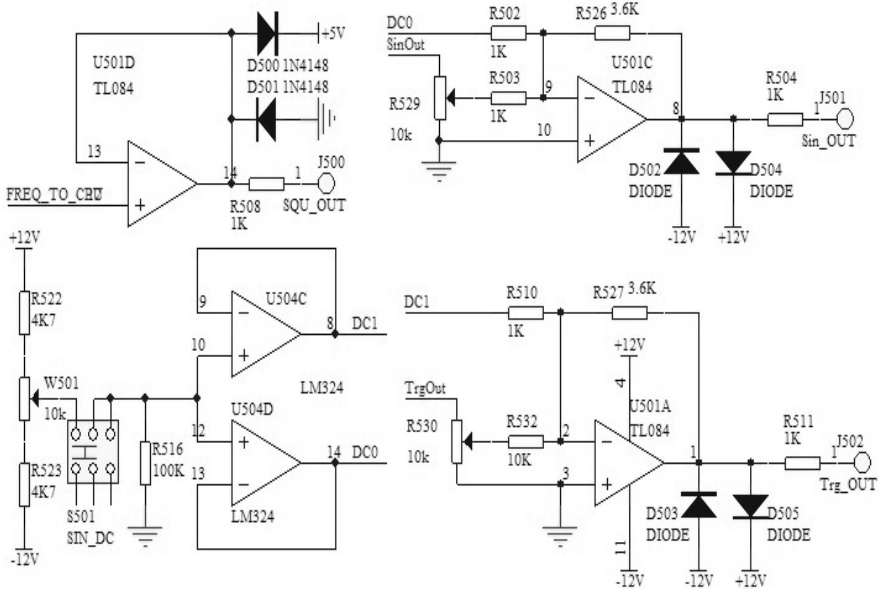 U501D
TL084
D500 1N4148
D501 1N4148
+5V
13
14
FREQ_TO_CPU
R508
1K
1
J500
SQU_OUT
DC0
SinOut
R502
1K
R526 3.6K
R503
1K
R529
10k
9
10
U501C
TL084
8
R504
1K
1
J501
Sin_OUT
D502
DIODE
D504
DIODE
-12V
+12V
+12V
R522
4K7
W501
10k
R523
4K7
-12V
S501
SIN_DC
R516
100K
9
10
U504C
8
DC1
LM324
U504D
12
13
14
DC0
LM324
DC1
R510
1K
R527 3.6K
TrgOut
R530
10k
R532
10K
+12V
4
U501A
TL084
2
3
1
11
-12V
R511
1K
1
J502
Trg_OUT
D503
DIODE
D505
DIODE
-12V
+12V